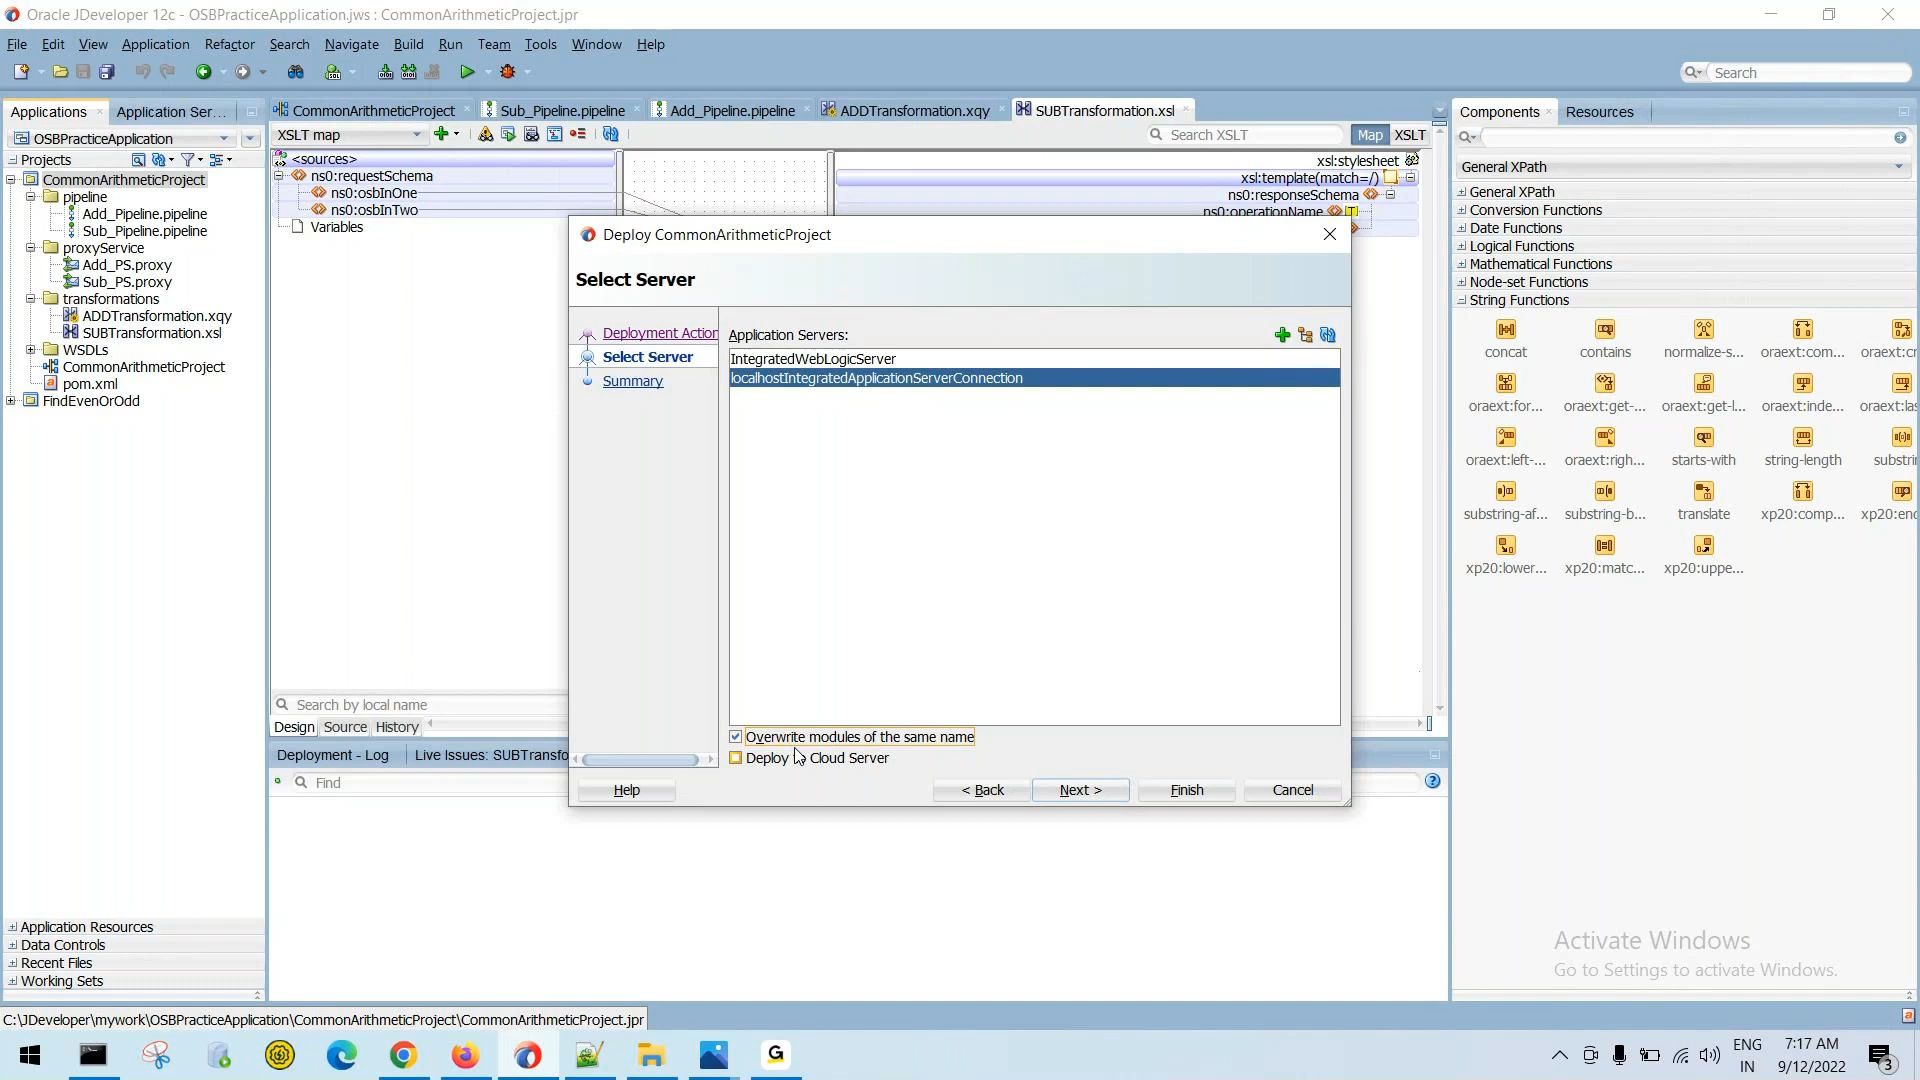 Oracle JDeveloper 12c - OSBPracticeApplication.jws : CommonArithmeticProject.jpr
File Edit View Application Refactor Search Navigate Build Run Team Tools Window Help
Search
Applications Application Ser...
CommonArithmeticProject Sub_Pipeline.pipeline Add_Pipeline.pipeline ADDTransformation.xqy SUBTransformation.xsl
Components Resources
OSBPracticeApplication
XSLT map
Search XSLT
Map XSLT
Projects
CommonArithmeticProject
pipeline
Add_Pipeline.pipeline
Sub_Pipeline.pipeline
proxyService
Add_PS.proxy
Sub_PS.proxy
transformations
ADDTransformation.xqy
SUBTransformation.xsl
WSDLs
CommonArithmeticProject
pom.xml
FindEvenOrOdd
<sources>
ns0:requestSchema
ns0:osbInOne
ns0:osbInTwo
Variables
xsl:stylesheet
xsl:template(match=/)
ns0:responseSchema
ns0:operationName
Deploy CommonArithmeticProject
Select Server
Deployment Action
Select Server
Summary
Application Servers:
IntegratedWebLogicServer
localhostIntegratedApplicationServerConnection
Overwrite modules of the same name
Deploy Cloud Server
Help
< Back
Next >
Finish
Cancel
Search by local name
Design Source History
Deployment - Log Live Issues: SUBTransfo
Find
General XPath
General XPath
Conversion Functions
Date Functions
Logical Functions
Mathematical Functions
Node-set Functions
String Functions
concat contains normalize-s... oraext:com... oraext:cr
oraext:for... oraext:get-... oraext:get-l... oraext:inde... oraext:las
oraext:left-... oraext:righ... starts-with string-length substrin
substring-af... substring-b... translate xp20:comp... xp20:end
xp20:lower... xp20:matc... xp20:uppe...
Application Resources
Data Controls
Recent Files
Working Sets
Activate Windows
Go to Settings to activate Windows.
C:\JDeveloper\mywork\OSBPracticeApplication\CommonArithmeticProject\CommonArithmeticProject.jpr
ENG
IN
7:17 AM
9/12/2022
3